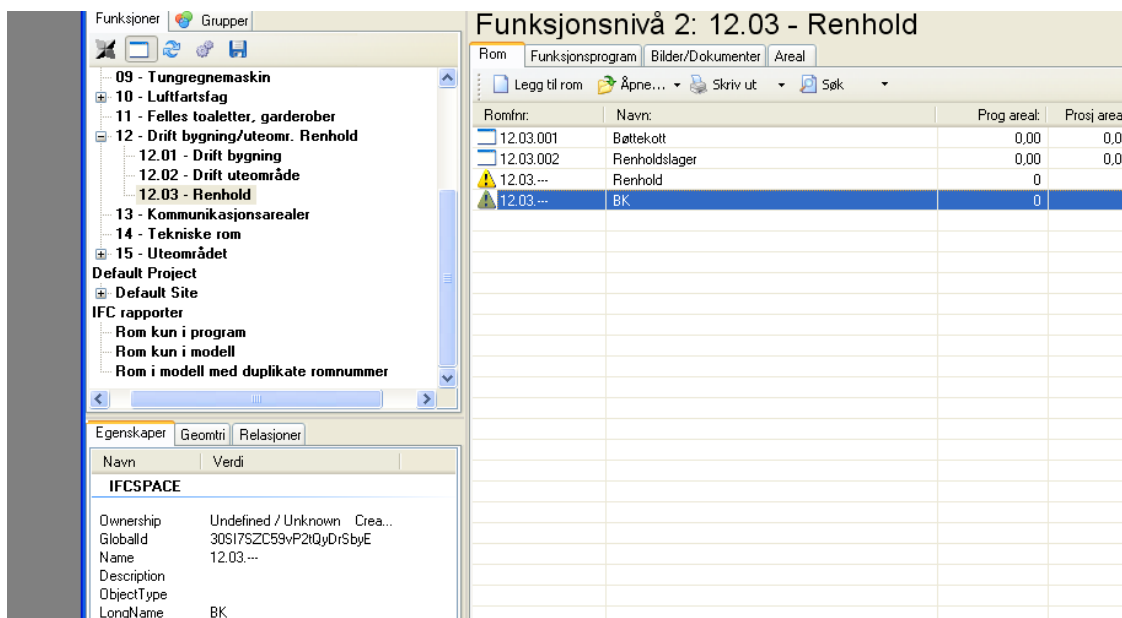 Funksjoner Grupper
09 - Tungregnemaskin
10 - Luftfartsfag
11 - Felles toaletter, garderober
12 - Drift bygning/uteomr. Renhold
12.01 - Drift bygning
12.02 - Drift uteområde
12.03 - Renhold
13 - Kommunikasjonsarealer
14 - Tekniske rom
15 - Uteområdet
Default Project
Default Site
IFC rapporter
Rom kun i program
Rom kun i modell
Rom i modell med duplikate romnummer
Egenskaper Geomtri Relasjoner
Navn Verdi
IFCSPACE
Ownership Undefined / Unknown Crea...
GlobalId 30SI7SZC59vP2tQyDrSbyE
Name 12.03.---
Description
ObjectType
LongName BK
Funksjonsnivå 2: 12.03 - Renhold
Rom Funksjonsprogram Bilder/Dokumenter Areal
Legg til rom Åpne... Skriv ut Søk
Romfnr: Navn: Prog areal: Prosj area
12.03.001 Bøttekott 0,00 0,0
12.03.002 Renholdslager 0,00 0,0
12.03.--- Renhold 0
12.03.--- BK 0